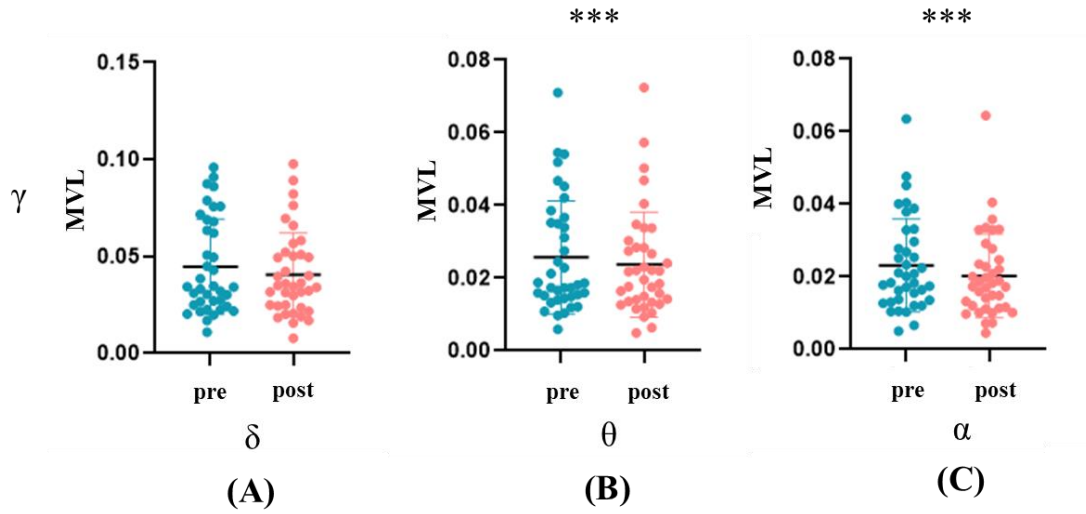 *** ***
0.15 0.08 0.08
0.10 0.06 0.06
γ MVL MVL MVL
0.05 0.04 0.04
0.02 0.02
0.00 0.00 0.00
pre post pre post pre post
δ θ α
(A) (B) (C)